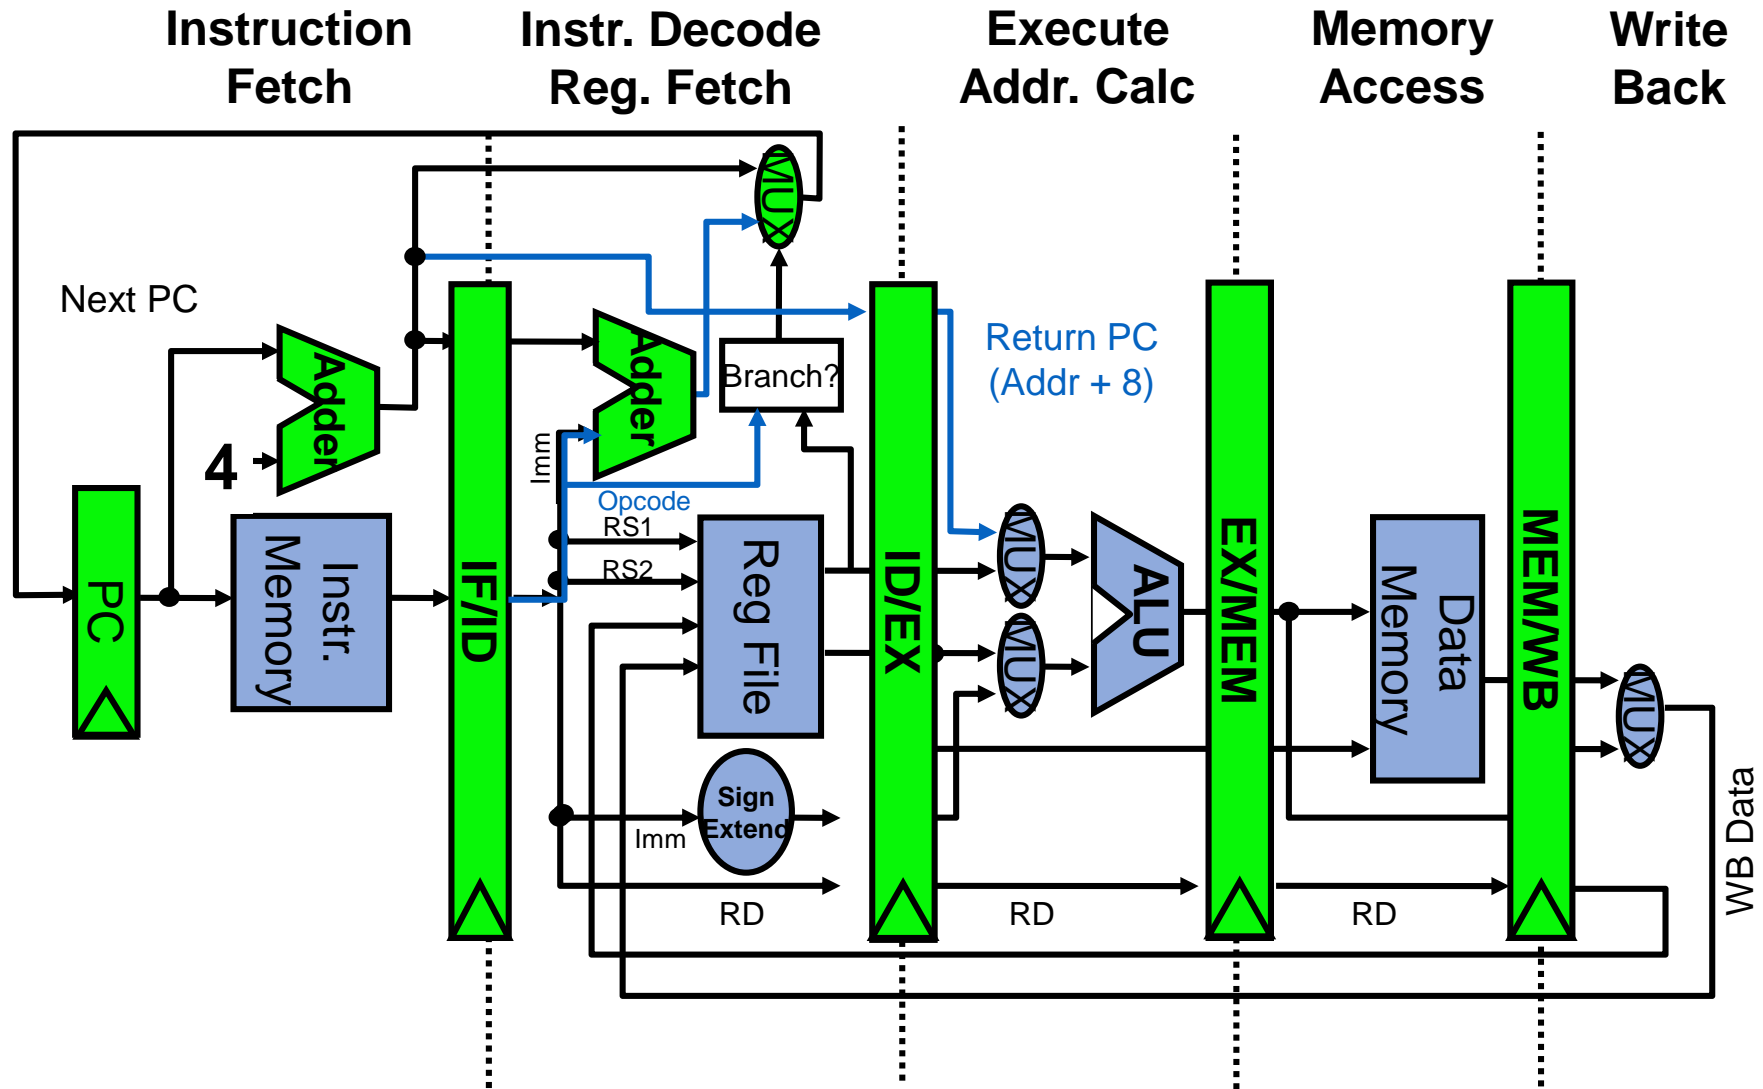 Instruction
Fetch
Instr. Decode
Reg. Fetch
Execute
Addr. Calc
Memory
Access
Write
Back
MUX
Next PC
Adder
Adder
Branch?
Return PC
(Addr + 8)
4
Imm
Opcode
RS1
RS2
PC
Instr.
Memory
IF/ID
Reg File
ID/EX
MUX
MUX
ALU
EX/MEM
Data
Memory
MEM/WB
MUX
Sign
Extend
Imm
RD
RD
RD
WB Data